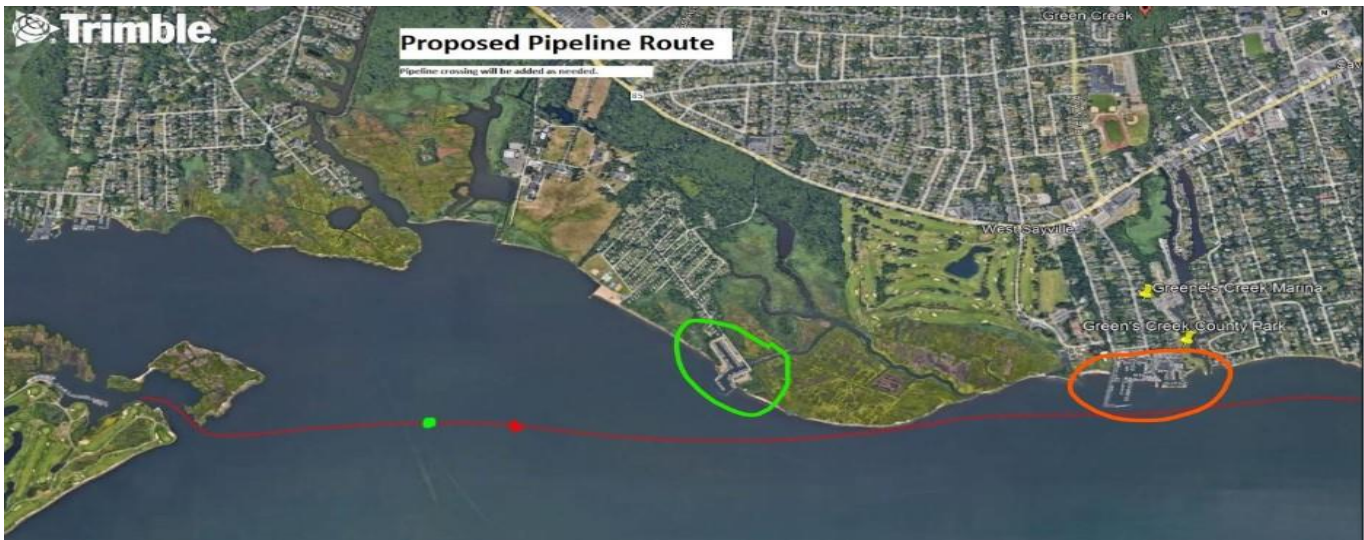 Trimble.
Proposed Pipeline Route
Pipeline crossing will be added as needed.
Green Creek
85
West Sayville
Greene's Creek Marina
Green's Creek County Park